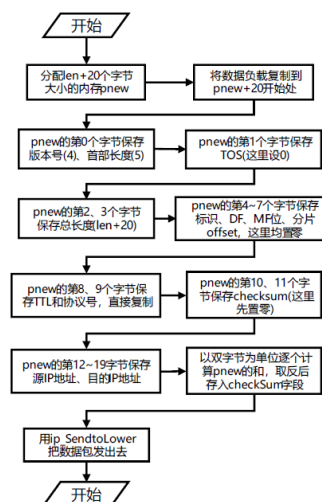 开始
分配len+20个字节
大小的内存pnew
将数据负载复制到
pnew+20开始处
pnew的第0个字节保存
版本号(4)、首部长度(5)
pnew的第1个字节保存
TOS(这里设0)
pnew的第2、3个字节
保存总长度(len+20)
pnew的第4~7个字节保存
标识、DF、MF位、分片
offset，这里均置零
pnew的第8、9个字节保
存TTL和协议号，直接复制
pnew的第10、11个字
节保存checksum(这里
先置零)
pnew的第12~19字节保存
源IP地址、目的IP地址
以双字节为单位逐个计
算pnew的和，取反后
存入checkSum字段
用ip_SendtoLower
把数据包发出去
开始